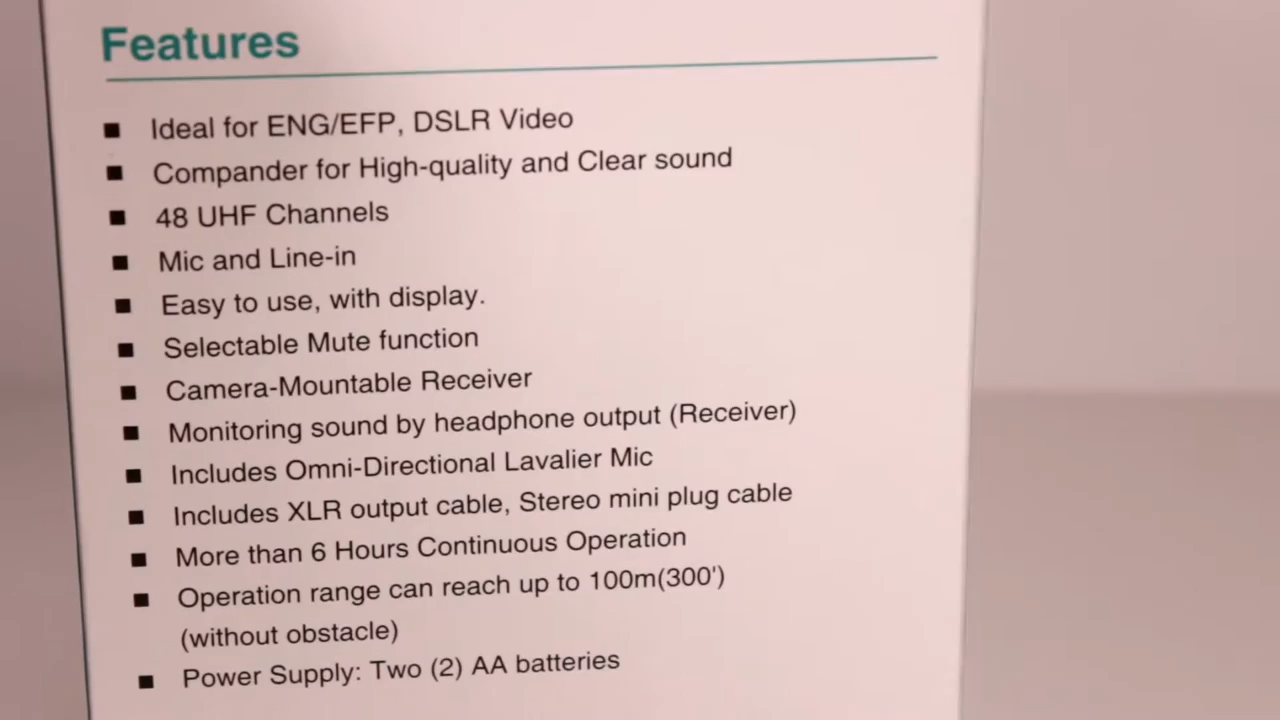 Features
■ Ideal for ENG/EFP, DSLR Video
■ Compander for High-quality and Clear sound
■ 48 UHF Channels
■ Mic and Line-in
■ Easy to use, with display.
■ Selectable Mute function
■ Camera-Mountable Receiver
■ Monitoring sound by headphone output (Receiver)
■ Includes Omni-Directional Lavalier Mic
■ Includes XLR output cable, Stereo mini plug cable
■ More than 6 Hours Continuous Operation
■ Operation range can reach up to 100m(300')
(without obstacle)
■ Power Supply: Two (2) AA batteries